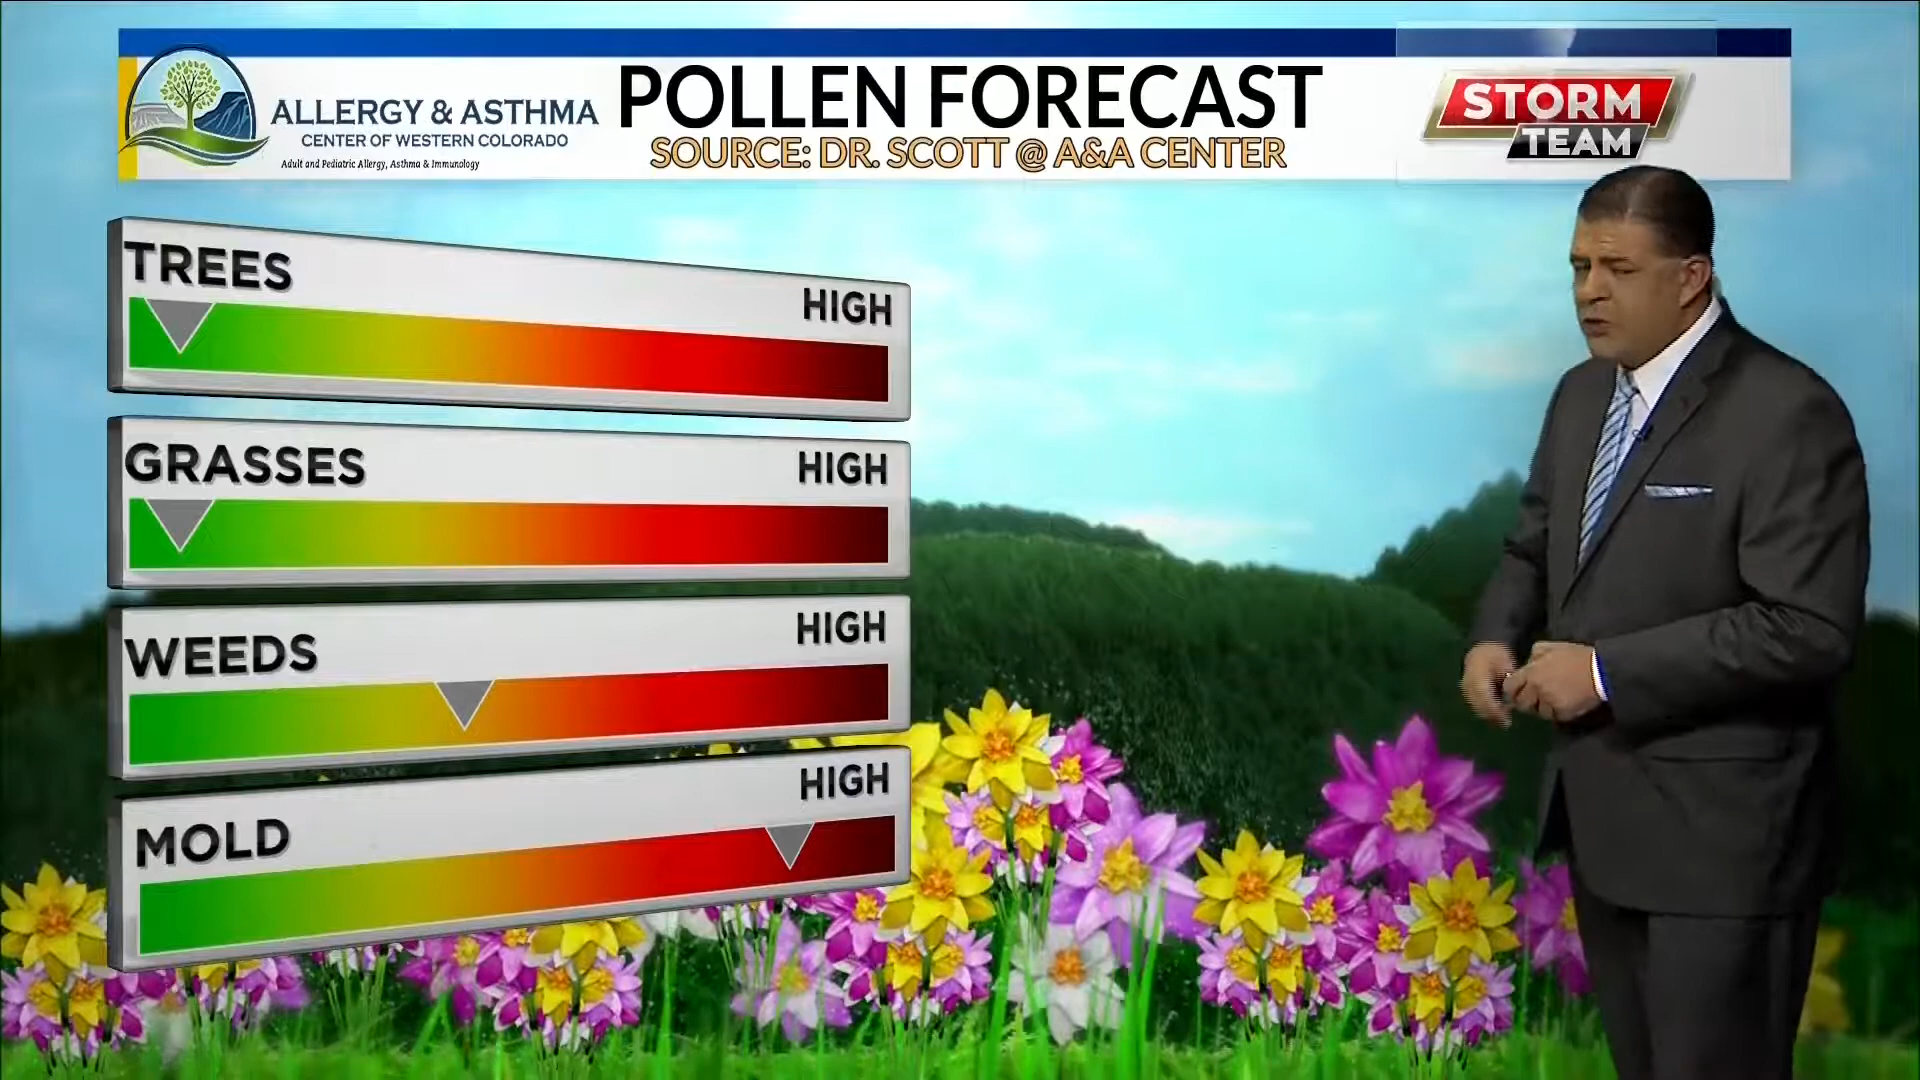 ALLERGY & ASTHMA
CENTER OF WESTERN COLORADO
Adult and Pediatric Allergy, Asthma & Immunology
POLLEN FORECAST
SOURCE: DR. SCOTT @ A&A CENTER
STORM
TEAM
TREES
HIGH
GRASSES
HIGH
WEEDS
HIGH
MOLD
HIGH